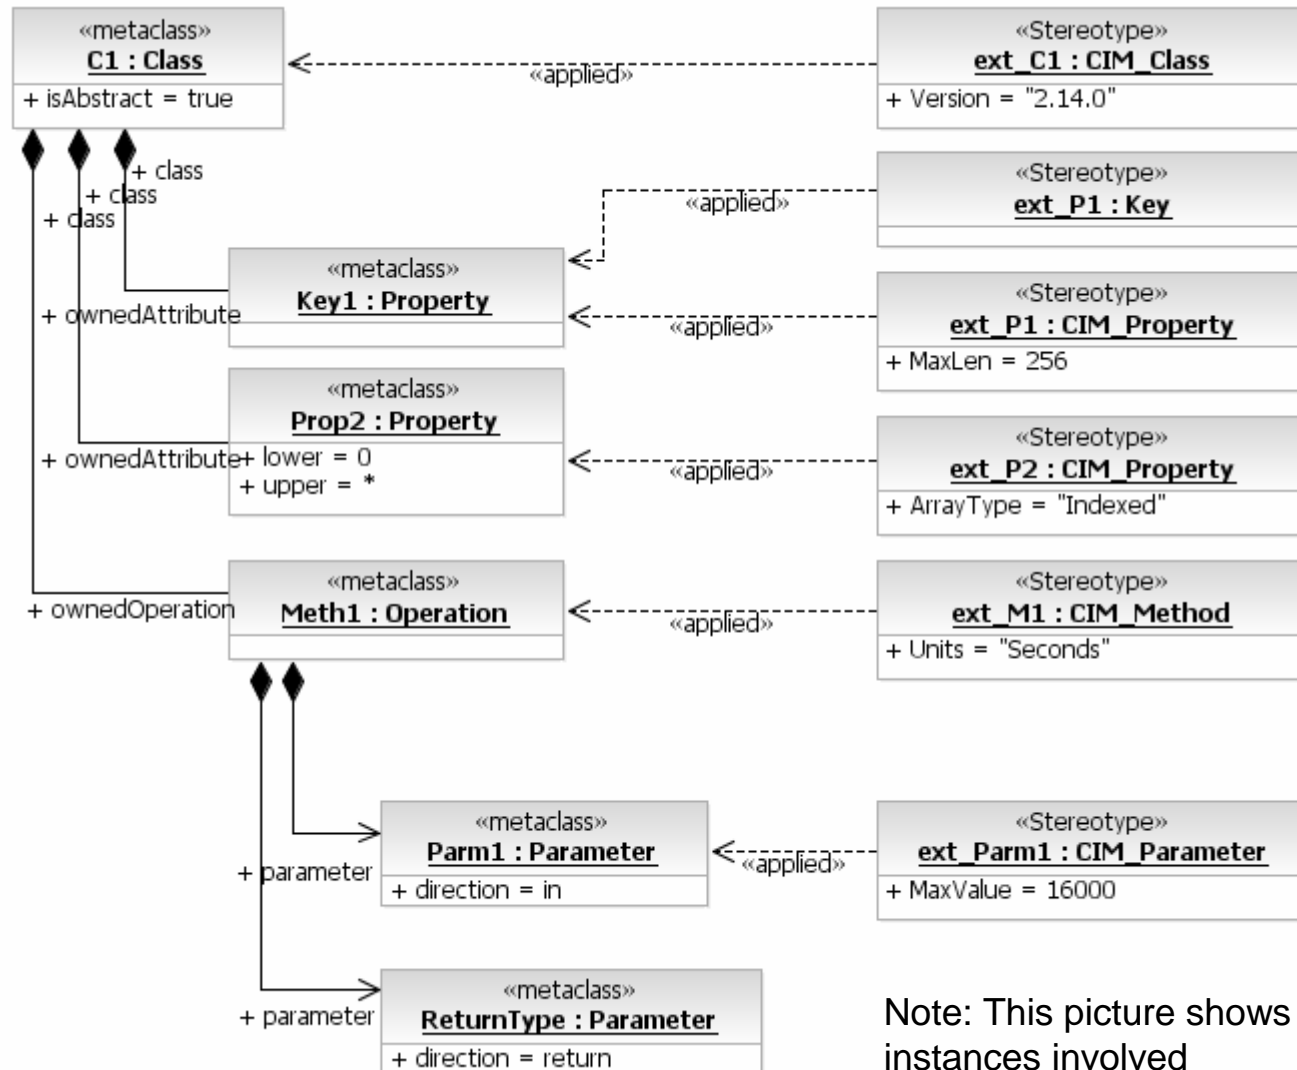 «metaclass»
C1 : Class
+ isAbstract = true
«Stereotype»
ext_C1 : CIM_Class
+ Version = "2.14.0"
«applied»
+ class
+ class
+ class
«Stereotype»
ext_P1 : Key
«applied»
«metaclass»
Key1 : Property
+ ownedAttribute
«Stereotype»
ext_P1 : CIM_Property
+ MaxLen = 256
«applied»
«metaclass»
Prop2 : Property
+ lower = 0
+ upper = *
+ ownedAttribute
«Stereotype»
ext_P2 : CIM_Property
+ ArrayType = "Indexed"
«applied»
«metaclass»
Meth1 : Operation
+ ownedOperation
«Stereotype»
ext_M1 : CIM_Method
+ Units = "Seconds"
«applied»
«metaclass»
Parm1 : Parameter
+ direction = in
+ parameter
«Stereotype»
ext_Parm1 : CIM_Parameter
+ MaxValue = 16000
«applied»
«metaclass»
ReturnType : Parameter
+ direction = return
+ parameter
Note: This picture shows
instances involved